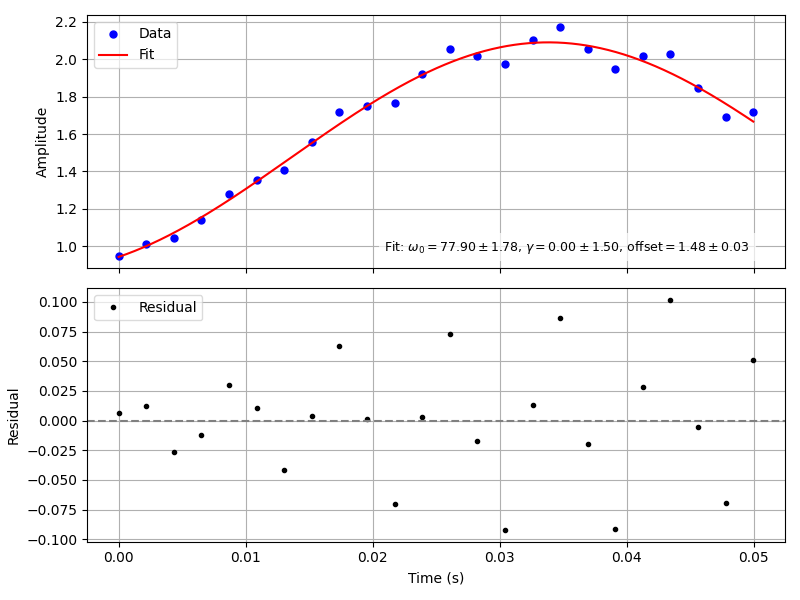 2.2
2.0
1.8
1.6
1.4
1.2
1.0
Amplitude
Data
Fit
Fit: ω₀ = 77.90 ± 1.78, γ = 0.00 ± 1.50, offset = 1.48 ± 0.03
0.100
0.075
0.050
0.025
0.000
−0.025
−0.050
−0.075
−0.100
Residual
Residual
0.00 0.01 0.02 0.03 0.04 0.05
Time (s)